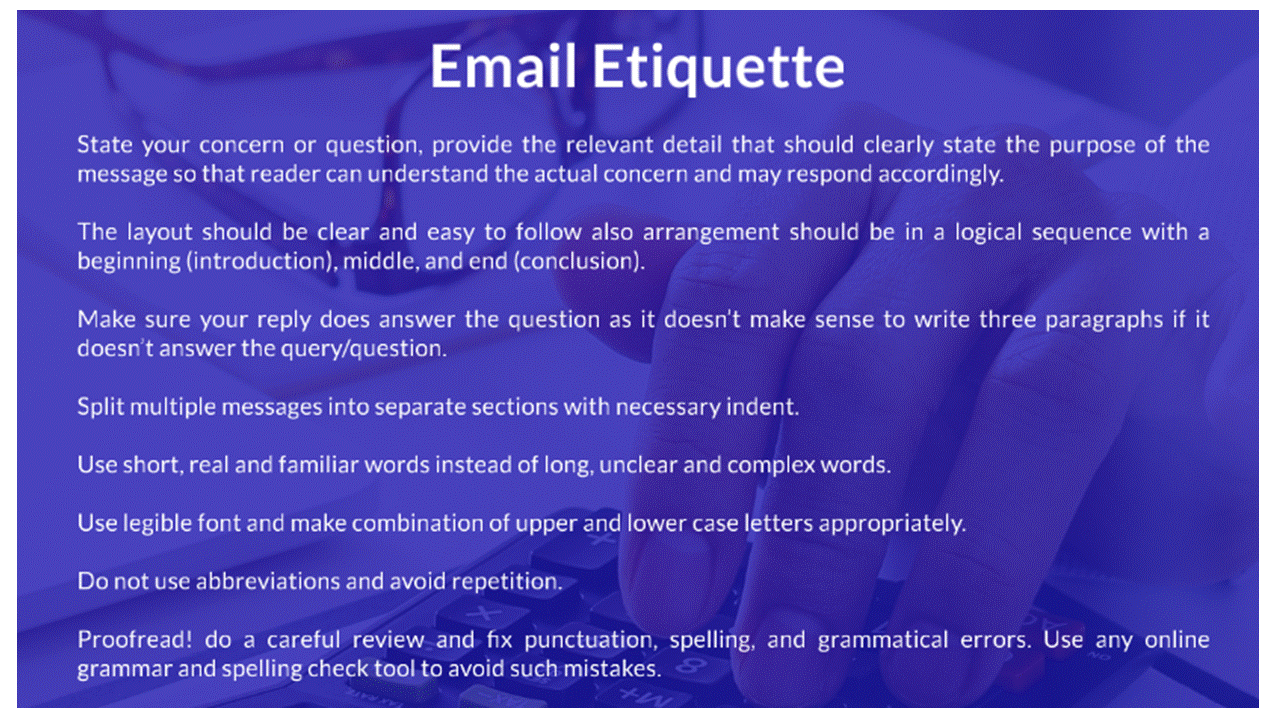 Email Etiquette
State your concern or question, provide the relevant detail that should clearly state the purpose of the
message so that reader can understand the actual concern and may respond accordingly.
The layout should be clear and easy to follow also arrangement should be in a logical sequence with a
beginning (introduction), middle, and end (conclusion).
Make sure your reply does answer the question as it doesn't make sense to write three paragraphs if it
doesn't answer the query/question.
Split multiple messages into separate sections with necessary indent.
Use short, real and familiar words instead of long, unclear and complex words.
Use legible font and make combination of upper and lower case letters appropriately.
Do not use abbreviations and avoid repetition.
Proofread! do a careful review and fix punctuation, spelling, and grammatical errors. Use any online
grammar and spelling check tool to avoid such mistakes.
AC
ON
8
M+
TAX RATE